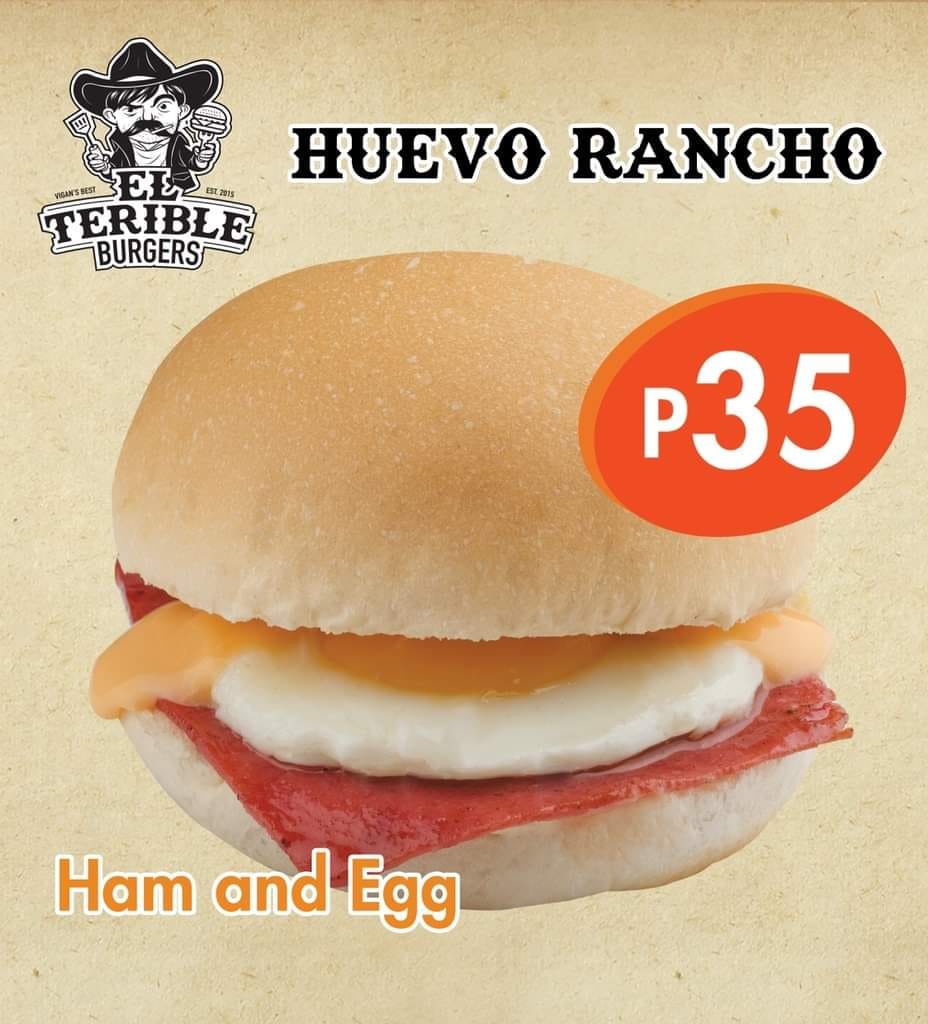 HUEVO RANCHO
VIGAN'S BEST
EST. 2015
EL
TERIBLE
BURGERS
P35
Ham and Egg